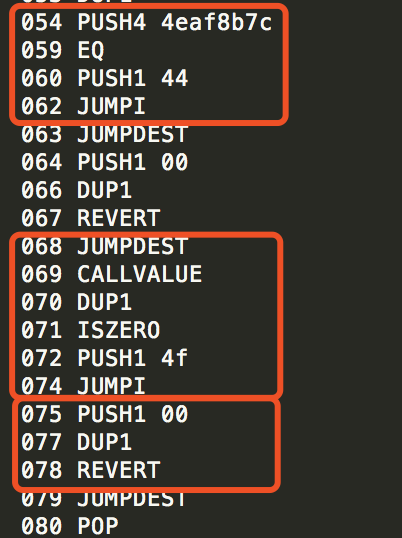 053 DUP1
054 PUSH4 4eaf8b7c
059 EQ
060 PUSH1 44
062 JUMPI
063 JUMPDEST
064 PUSH1 00
066 DUP1
067 REVERT
068 JUMPDEST
069 CALLVALUE
070 DUP1
071 ISZERO
072 PUSH1 4f
074 JUMPI
075 PUSH1 00
077 DUP1
078 REVERT
079 JUMPDEST
080 POP